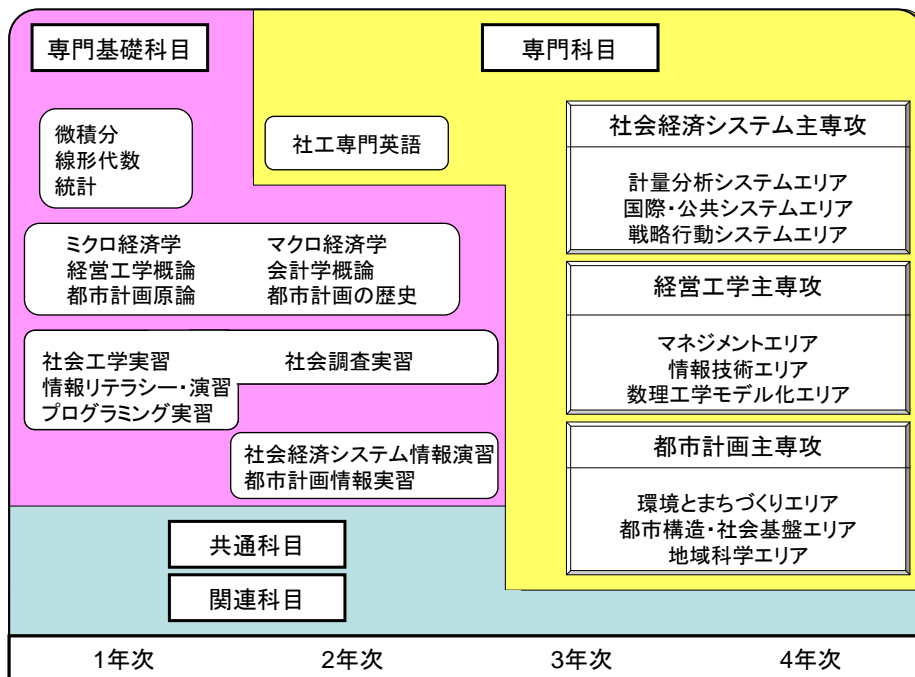 専門基礎科目
専門科目
微積分
線形代数
統計
社工専門英語
ミクロ経済学 マクロ経済学
経営工学概論 会計学概論
都市計画原論 都市計画の歴史
社会工学実習 社会調査実習
情報リテラシー・演習
プログラミング実習
社会経済システム情報演習
都市計画情報実習
社会経済システム主専攻
計量分析システムエリア
国際・公共システムエリア
戦略行動システムエリア
経営工学主専攻
マネジメントエリア
情報技術エリア
数理工学モデル化エリア
都市計画主専攻
環境とまちづくりエリア
都市構造・社会基盤エリア
地域科学エリア
共通科目
関連科目
1年次 2年次 3年次 4年次